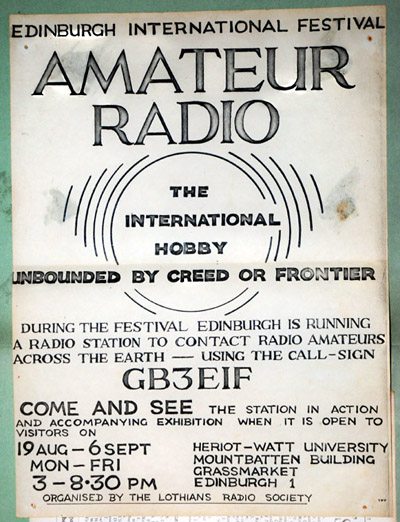 EDINBURGH INTERNATIONAL FESTIVAL
AMATEUR
RADIO
THE
INTERNATIONAL
HOBBY
UNBOUNDED BY CREED OR FRONTIER
DURING THE FESTIVAL EDINBURGH IS RUNNING
A RADIO STATION TO CONTACT RADIO AMATEURS
ACROSS THE EARTH — USING THE CALL-SIGN
GB3EIF
COME AND SEE THE STATION IN ACTION
AND ACCOMPANYING EXHIBITION WHEN IT IS OPEN TO
VISITORS ON
19 AUG - 6 SEPT HERIOT-WATT UNIVERSITY
MON - FRI MOUNTBATTEN BUILDING
3 - 8·30 PM GRASSMARKET
EDINBURGH 1
ORGANISED BY THE LOTHIANS RADIO SOCIETY